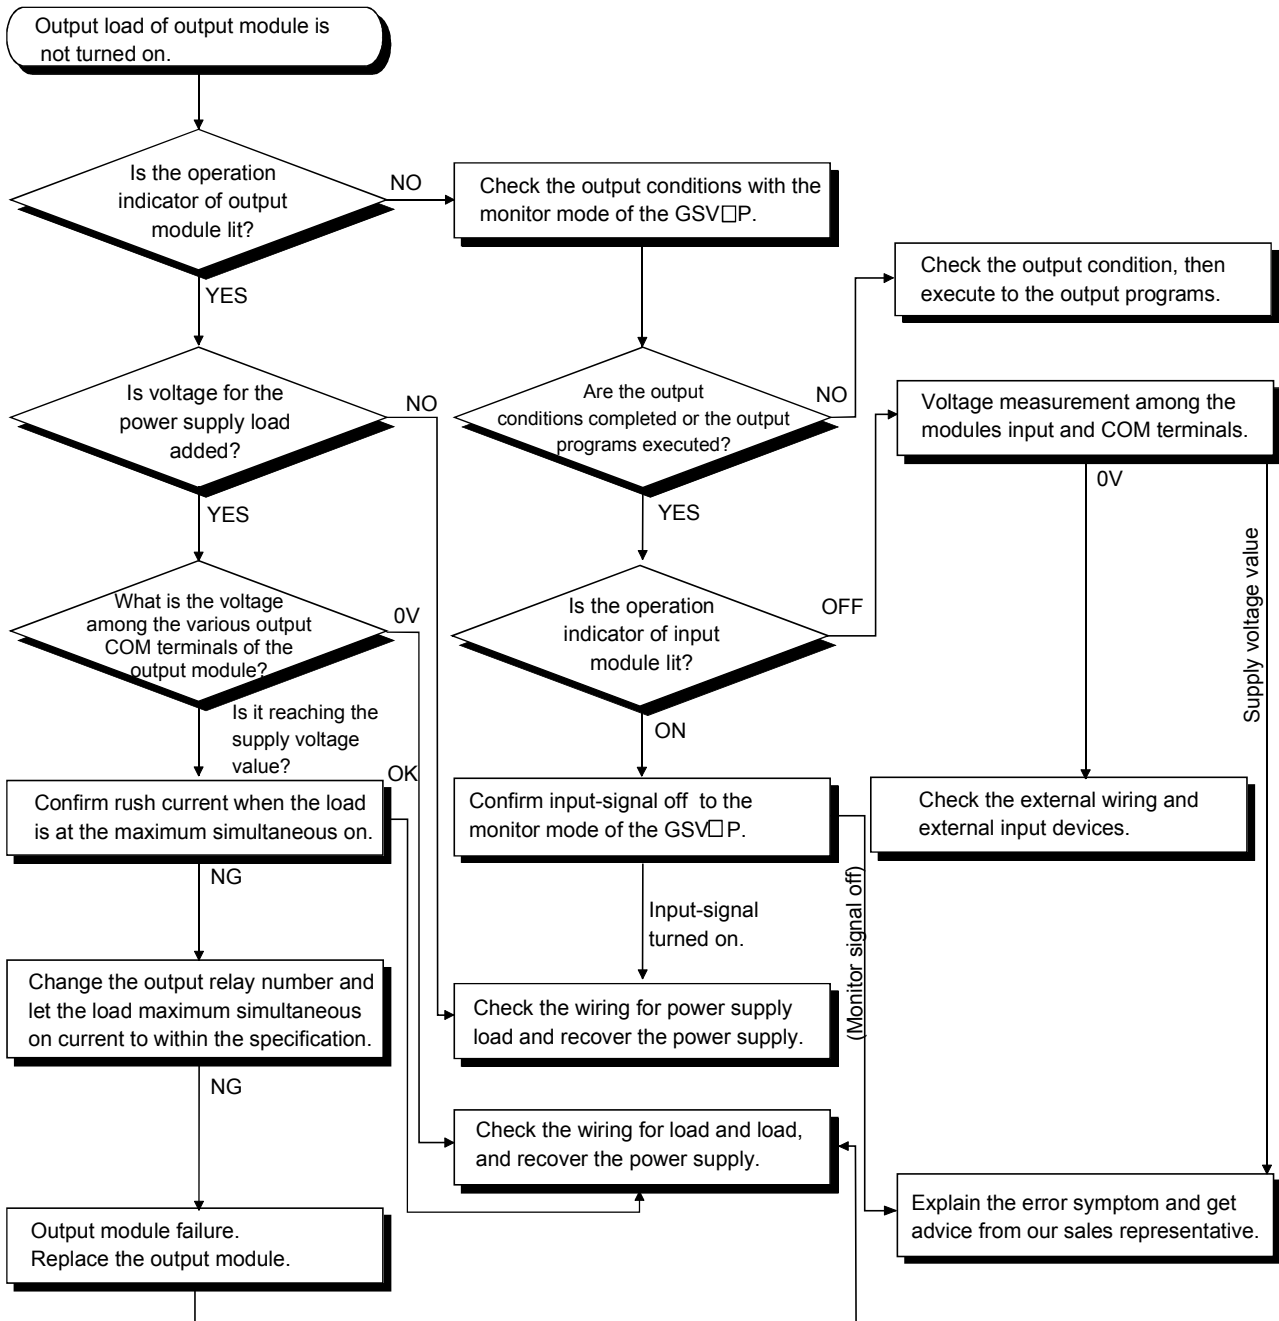 Output load of output module is
not turned on.
Is the operation
indicator of output
module lit?
NO
YES
Check the output conditions with the
monitor mode of the GSV□P.
Check the output condition, then
execute to the output programs.
Is voltage for the
power supply load
added?
NO
YES
Are the output
conditions completed or the output
programs executed?
NO
YES
Voltage measurement among the
modules input and COM terminals.
0V
Supply voltage value
What is the voltage
among the various output
COM terminals of the
output module?
0V
Is it reaching the
supply voltage
value?
Is the operation
indicator of input
module lit?
OFF
ON
Confirm rush current when the load
is at the maximum simultaneous on.
OK
NG
Confirm input-signal off to the
monitor mode of the GSV□P.
Input-signal
turned on.
(Monitor signal off)
Check the external wiring and
external input devices.
Change the output relay number and
let the load maximum simultaneous
on current to within the specification.
NG
Check the wiring for power supply
load and recover the power supply.
Check the wiring for load and load,
and recover the power supply.
Output module failure.
Replace the output module.
Explain the error symptom and get
advice from our sales representative.